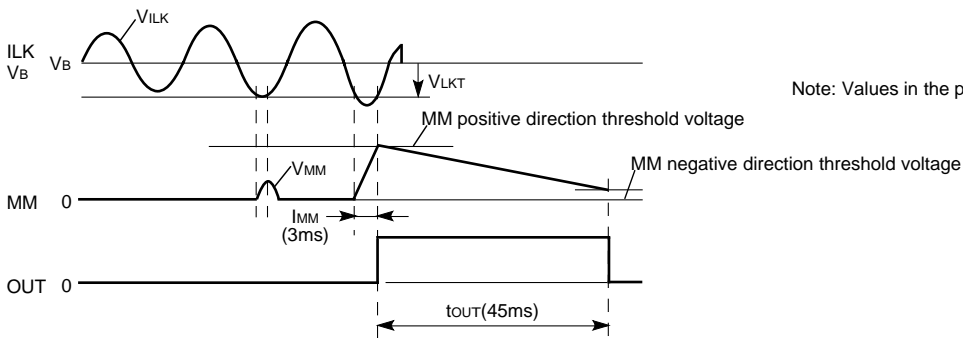 VILK
ILK
VB VB
VLKT
Note: Values in the p
MM positive direction threshold voltage
MM negative direction threshold voltage
VMM
MM 0
IMM
(3ms)
OUT 0
tOUT(45ms)